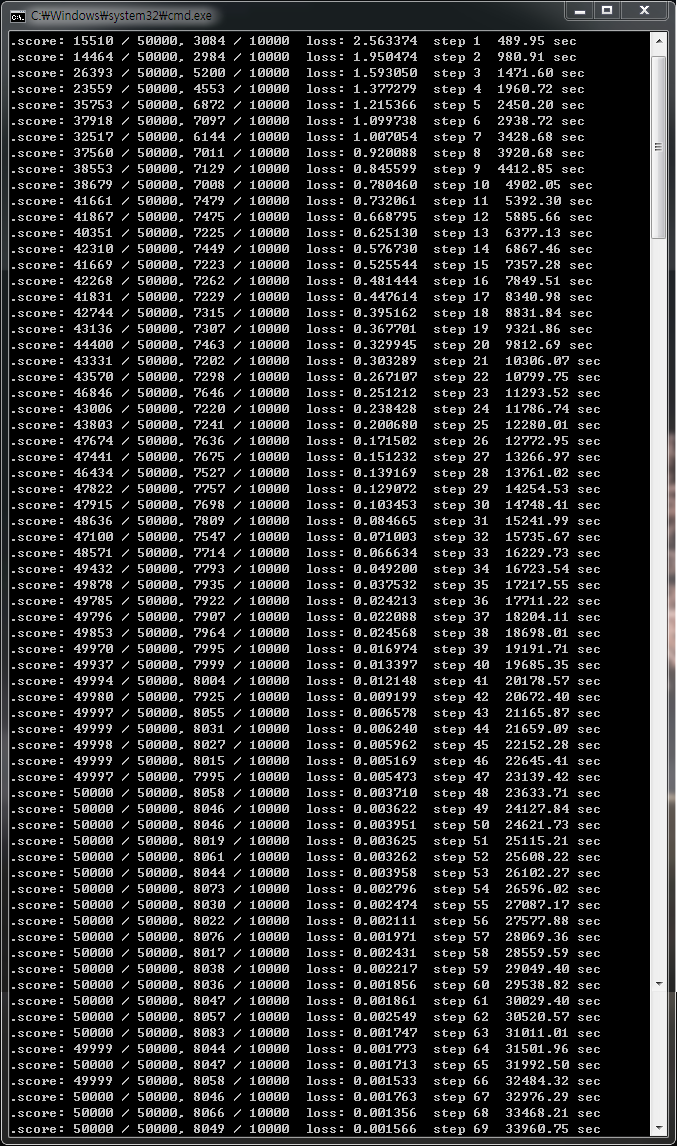 C:₩Windows₩system32₩cmd.exe
.score: 15510 / 50000, 3084 / 10000  loss: 2.563374  step 1  489.95 sec
.score: 14464 / 50000, 2984 / 10000  loss: 1.950474  step 2  980.91 sec
.score: 26393 / 50000, 5200 / 10000  loss: 1.593050  step 3  1471.60 sec
.score: 23559 / 50000, 4553 / 10000  loss: 1.377279  step 4  1960.72 sec
.score: 35753 / 50000, 6872 / 10000  loss: 1.215366  step 5  2450.20 sec
.score: 37918 / 50000, 7097 / 10000  loss: 1.099738  step 6  2938.72 sec
.score: 32517 / 50000, 6144 / 10000  loss: 1.007054  step 7  3428.68 sec
.score: 37560 / 50000, 7011 / 10000  loss: 0.920088  step 8  3920.68 sec
.score: 38553 / 50000, 7129 / 10000  loss: 0.845599  step 9  4412.85 sec
.score: 38679 / 50000, 7008 / 10000  loss: 0.780460  step 10  4902.05 sec
.score: 41661 / 50000, 7479 / 10000  loss: 0.732061  step 11  5392.30 sec
.score: 41867 / 50000, 7475 / 10000  loss: 0.668795  step 12  5885.66 sec
.score: 40351 / 50000, 7225 / 10000  loss: 0.625130  step 13  6377.13 sec
.score: 42310 / 50000, 7449 / 10000  loss: 0.576730  step 14  6867.46 sec
.score: 41669 / 50000, 7223 / 10000  loss: 0.525544  step 15  7357.28 sec
.score: 42268 / 50000, 7262 / 10000  loss: 0.481444  step 16  7849.51 sec
.score: 41831 / 50000, 7229 / 10000  loss: 0.447614  step 17  8340.98 sec
.score: 42744 / 50000, 7315 / 10000  loss: 0.395162  step 18  8831.84 sec
.score: 43136 / 50000, 7307 / 10000  loss: 0.367701  step 19  9321.86 sec
.score: 44400 / 50000, 7463 / 10000  loss: 0.329945  step 20  9812.69 sec
.score: 43331 / 50000, 7202 / 10000  loss: 0.303289  step 21  10306.07 sec
.score: 43570 / 50000, 7298 / 10000  loss: 0.267107  step 22  10799.75 sec
.score: 46846 / 50000, 7646 / 10000  loss: 0.251212  step 23  11293.52 sec
.score: 43006 / 50000, 7220 / 10000  loss: 0.238428  step 24  11786.74 sec
.score: 43803 / 50000, 7241 / 10000  loss: 0.200680  step 25  12280.01 sec
.score: 47674 / 50000, 7636 / 10000  loss: 0.171502  step 26  12772.95 sec
.score: 47441 / 50000, 7675 / 10000  loss: 0.151232  step 27  13266.97 sec
.score: 46434 / 50000, 7527 / 10000  loss: 0.139169  step 28  13761.02 sec
.score: 47822 / 50000, 7757 / 10000  loss: 0.129072  step 29  14254.53 sec
.score: 47915 / 50000, 7698 / 10000  loss: 0.103453  step 30  14748.41 sec
.score: 48636 / 50000, 7809 / 10000  loss: 0.084665  step 31  15241.99 sec
.score: 47100 / 50000, 7547 / 10000  loss: 0.071003  step 32  15735.67 sec
.score: 48571 / 50000, 7714 / 10000  loss: 0.066634  step 33  16229.73 sec
.score: 49432 / 50000, 7793 / 10000  loss: 0.049200  step 34  16723.54 sec
.score: 49878 / 50000, 7935 / 10000  loss: 0.037532  step 35  17217.55 sec
.score: 49785 / 50000, 7922 / 10000  loss: 0.024213  step 36  17711.22 sec
.score: 49796 / 50000, 7907 / 10000  loss: 0.022088  step 37  18204.11 sec
.score: 49853 / 50000, 7964 / 10000  loss: 0.024568  step 38  18698.01 sec
.score: 49970 / 50000, 7995 / 10000  loss: 0.016974  step 39  19191.71 sec
.score: 49937 / 50000, 7999 / 10000  loss: 0.013397  step 40  19685.35 sec
.score: 49994 / 50000, 8004 / 10000  loss: 0.012148  step 41  20178.57 sec
.score: 49980 / 50000, 7925 / 10000  loss: 0.009199  step 42  20672.40 sec
.score: 49997 / 50000, 8055 / 10000  loss: 0.006578  step 43  21165.87 sec
.score: 49999 / 50000, 8031 / 10000  loss: 0.006240  step 44  21659.09 sec
.score: 49998 / 50000, 8027 / 10000  loss: 0.005962  step 45  22152.28 sec
.score: 49999 / 50000, 8015 / 10000  loss: 0.005169  step 46  22645.41 sec
.score: 49997 / 50000, 7995 / 10000  loss: 0.005473  step 47  23139.42 sec
.score: 50000 / 50000, 8058 / 10000  loss: 0.003710  step 48  23633.71 sec
.score: 50000 / 50000, 8046 / 10000  loss: 0.003622  step 49  24127.84 sec
.score: 50000 / 50000, 8046 / 10000  loss: 0.003951  step 50  24621.73 sec
.score: 50000 / 50000, 8019 / 10000  loss: 0.003625  step 51  25115.21 sec
.score: 50000 / 50000, 8061 / 10000  loss: 0.003262  step 52  25608.22 sec
.score: 50000 / 50000, 8044 / 10000  loss: 0.003958  step 53  26102.27 sec
.score: 50000 / 50000, 8073 / 10000  loss: 0.002796  step 54  26596.02 sec
.score: 50000 / 50000, 8030 / 10000  loss: 0.002474  step 55  27087.17 sec
.score: 50000 / 50000, 8022 / 10000  loss: 0.002111  step 56  27577.88 sec
.score: 50000 / 50000, 8076 / 10000  loss: 0.001971  step 57  28069.36 sec
.score: 50000 / 50000, 8017 / 10000  loss: 0.002431  step 58  28559.59 sec
.score: 50000 / 50000, 8038 / 10000  loss: 0.002217  step 59  29049.40 sec
.score: 50000 / 50000, 8036 / 10000  loss: 0.001856  step 60  29538.82 sec
.score: 50000 / 50000, 8047 / 10000  loss: 0.001861  step 61  30029.40 sec
.score: 50000 / 50000, 8057 / 10000  loss: 0.002549  step 62  30520.57 sec
.score: 50000 / 50000, 8083 / 10000  loss: 0.001747  step 63  31011.01 sec
.score: 49999 / 50000, 8044 / 10000  loss: 0.001773  step 64  31501.96 sec
.score: 50000 / 50000, 8047 / 10000  loss: 0.001713  step 65  31992.50 sec
.score: 49999 / 50000, 8058 / 10000  loss: 0.001533  step 66  32484.32 sec
.score: 50000 / 50000, 8046 / 10000  loss: 0.001763  step 67  32976.29 sec
.score: 50000 / 50000, 8066 / 10000  loss: 0.001356  step 68  33468.21 sec
.score: 50000 / 50000, 8049 / 10000  loss: 0.001566  step 69  33960.75 sec